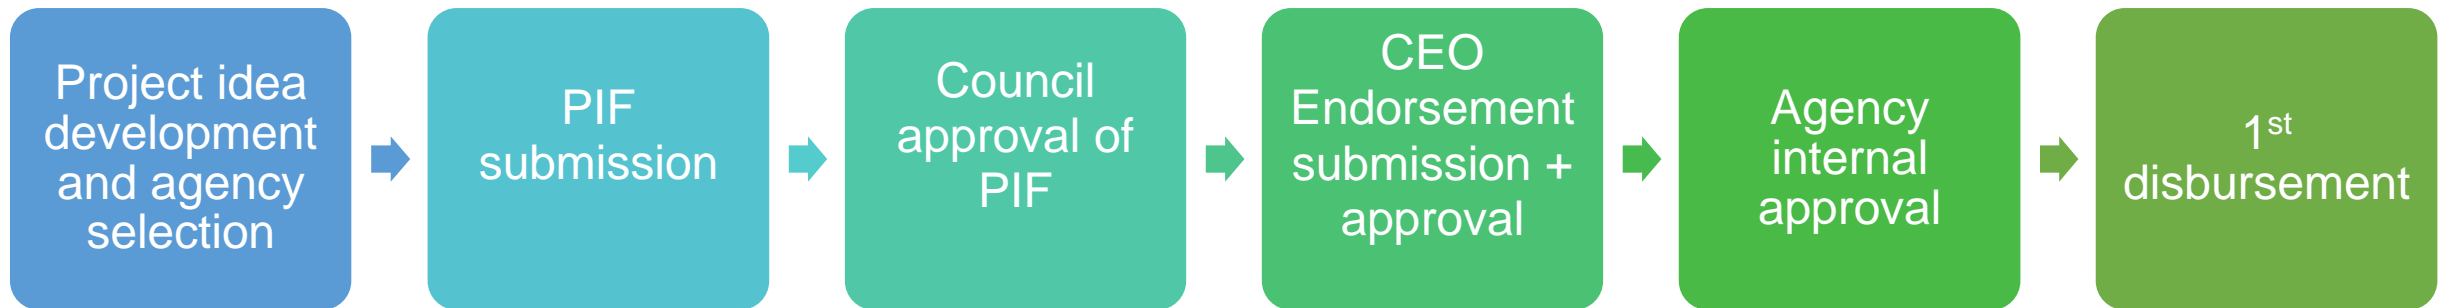 Project idea
development
and agency
selection
PIF
submission
Council
approval of
PIF
CEO
Endorsement
submission +
approval
Agency
internal
approval
1st
disbursement